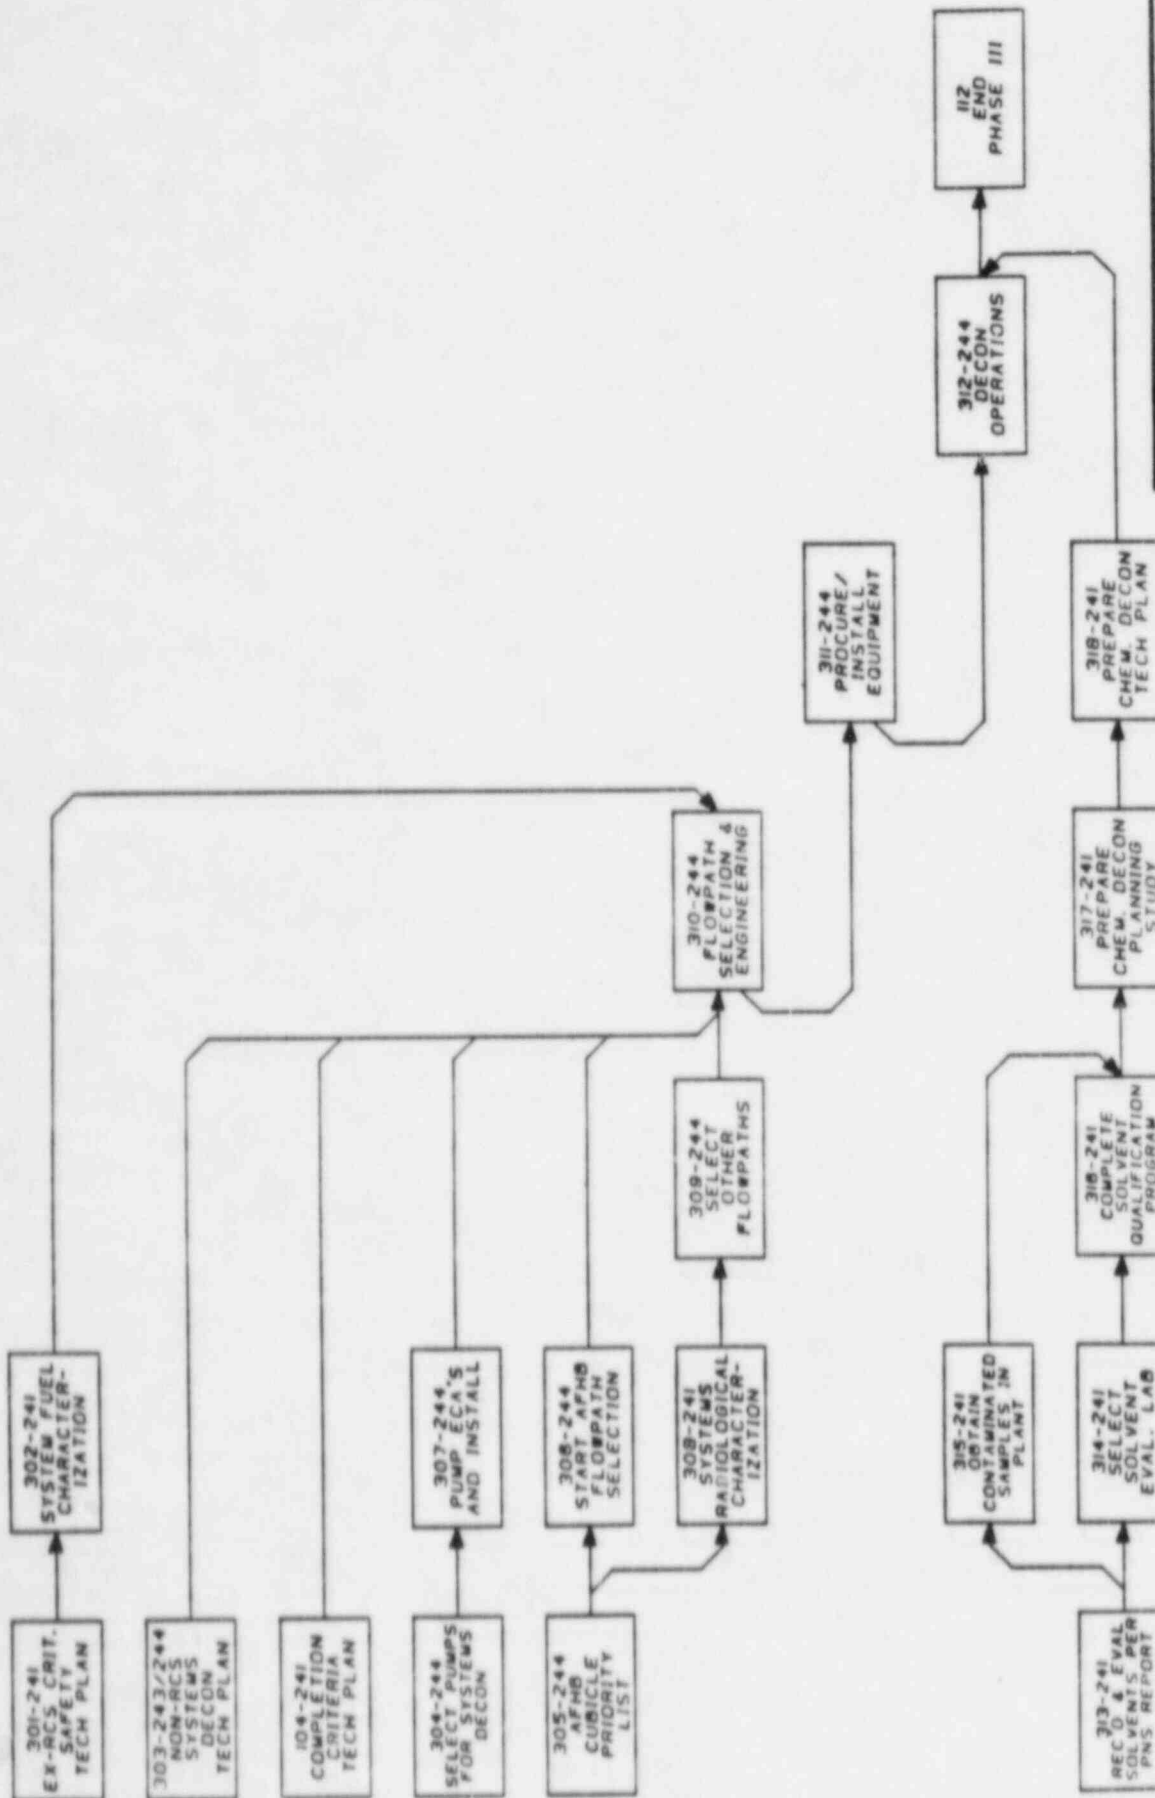 301-241
EX-RCS CRIT.
SAFETY
TECH PLAN
302-241
SYSTEM FUEL
CHARACTER-
IZATION
303-243/244
NON-RCS
SYSTEMS
DECON
TECH PLAN
104-241
COMPLETION
CRITERIA
TECH PLAN
304-244
SELECT PUMPS
FOR SYSTEMS
DECON
307-244
PUMP ECA'S
AND INSTALL
305-244
AFHB
CUBICLE
PRIORITY
LIST
306-244
START AFHB
FLOWPATH
SELECTION
308-241
SYSTEMS
RADIOLOGICAL
CHARACTER-
IZATION
309-244
SELECT
OTHER
FLOWPATHS
310-244
FLOWPATH
SELECTION &
ENGINEERING
311-244
PROCURE/
INSTALL
EQUIPMENT
312-244
DECON
OPERATIONS
112
END
PHASE III
313-241
REC'D & EVAL
SOLVENTS PER
PNS REPORT
315-241
OBTAIN
CONTAMINATED
SAMPLES IN
PLANT
314-241
SELECT
SOLVENT
EVAL. LAB
316-241
COMPLETE
SOLVENT
QUALIFICATION
PROGRAM
317-241
PREPARE
CHEM. DECON
PLANNING
STUDY
318-241
PREPARE
CHEM. DECON
TECH PLAN